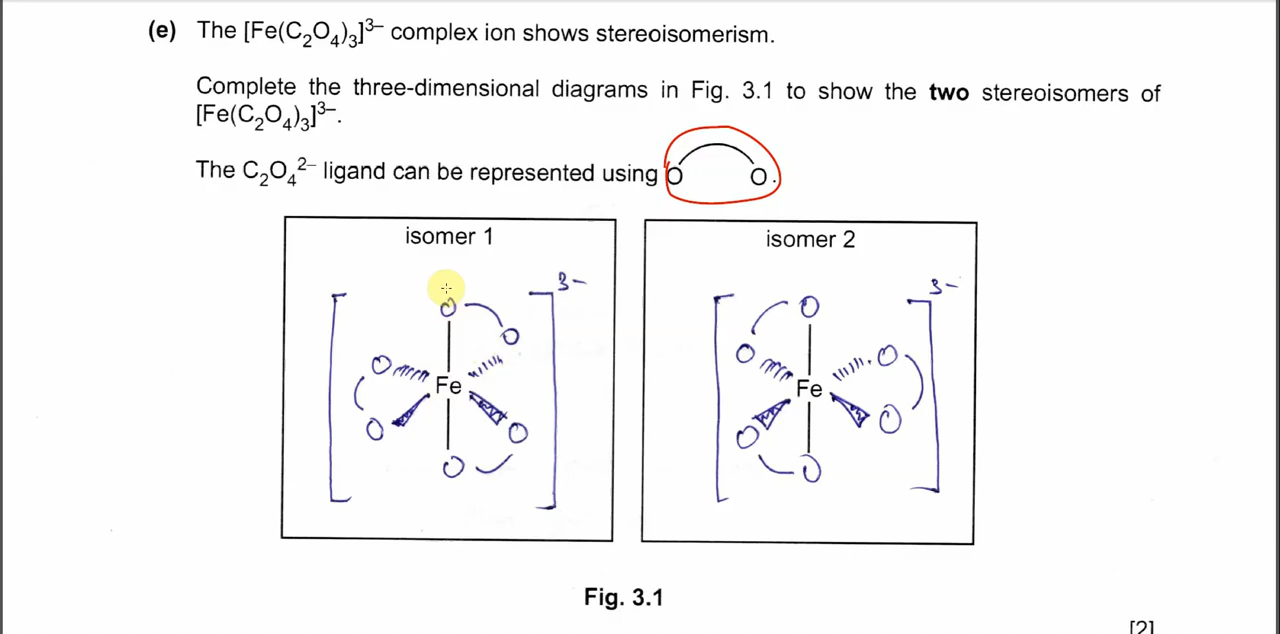 (e) The [Fe(C₂O₄)₃]³⁻ complex ion shows stereoisomerism.
Complete the three-dimensional diagrams in Fig. 3.1 to show the two stereoisomers of
[Fe(C₂O₄)₃]³⁻.
The C₂O₄²⁻ ligand can be represented using O O.
isomer 1
3−
O
O
O
Fe
O
O
O
isomer 2
3−
O
O
O
Fe
O
O
O
Fig. 3.1
[2]